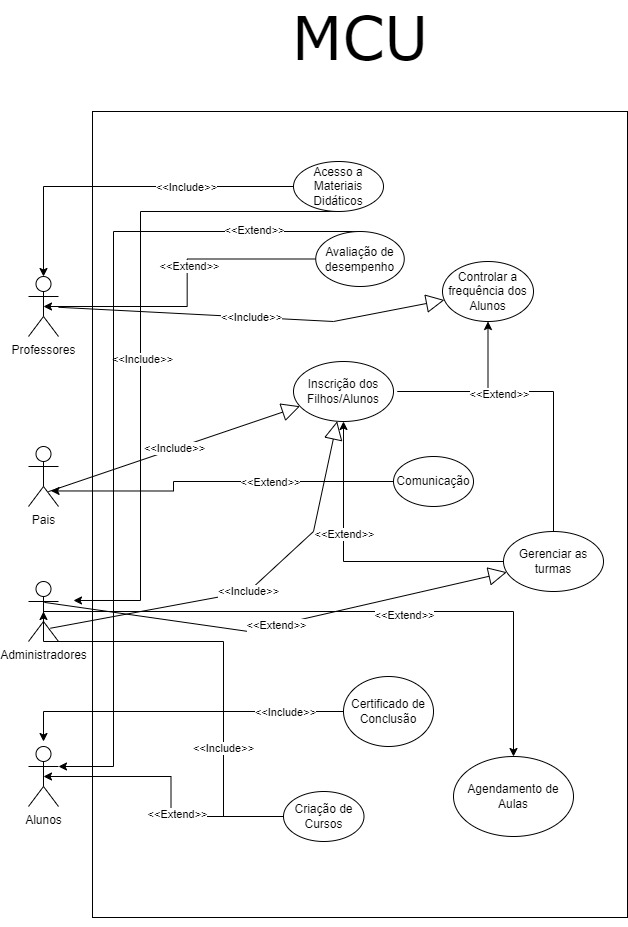 MCU
Acesso a
Materiais
Didáticos
<<Include>>
<<Extend>>
Avaliação de
desempenho
<<Extend>>
Controlar a
frequência dos
Alunos
<<Include>>
Professores
<<Include>>
Inscrição dos
Filhos/Alunos
<<Extend>>
<<Include>>
Comunicação
<<Extend>>
Pais
<<Extend>>
Gerenciar as
turmas
<<Include>>
<<Extend>>
<<Extend>>
Administradores
Certificado de
Conclusão
<<Include>>
<<Include>>
Agendamento de
Aulas
Criação de
Cursos
<<Extend>>
Alunos